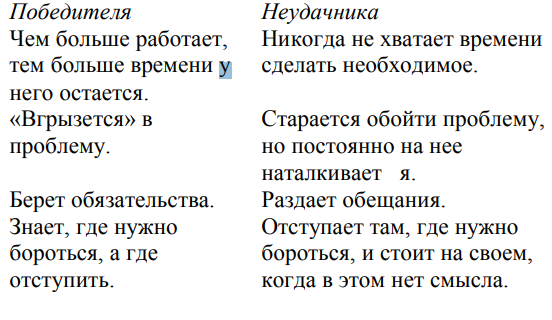 Победителя
Неудачника
Чем больше работает,
тем больше времени у
него остается.
Никогда не хватает времени
сделать необходимое.
«Вгрызется» в
проблему.
Старается обойти проблему,
но постоянно на нее
наталкивает я.
Берет обязательства.
Раздает обещания.
Знает, где нужно
бороться, а где
отступить.
Отступает там, где нужно
бороться, и стоит на своем,
когда в этом нет смысла.